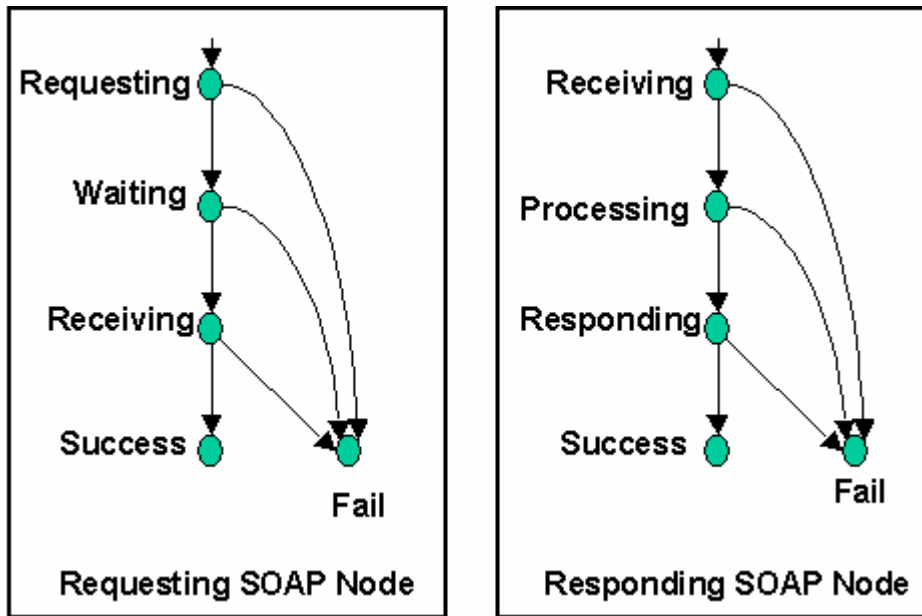 Requesting
Waiting
Receiving
Success
Fail
Requesting SOAP Node
Receiving
Processing
Responding
Success
Fail
Responding SOAP Node